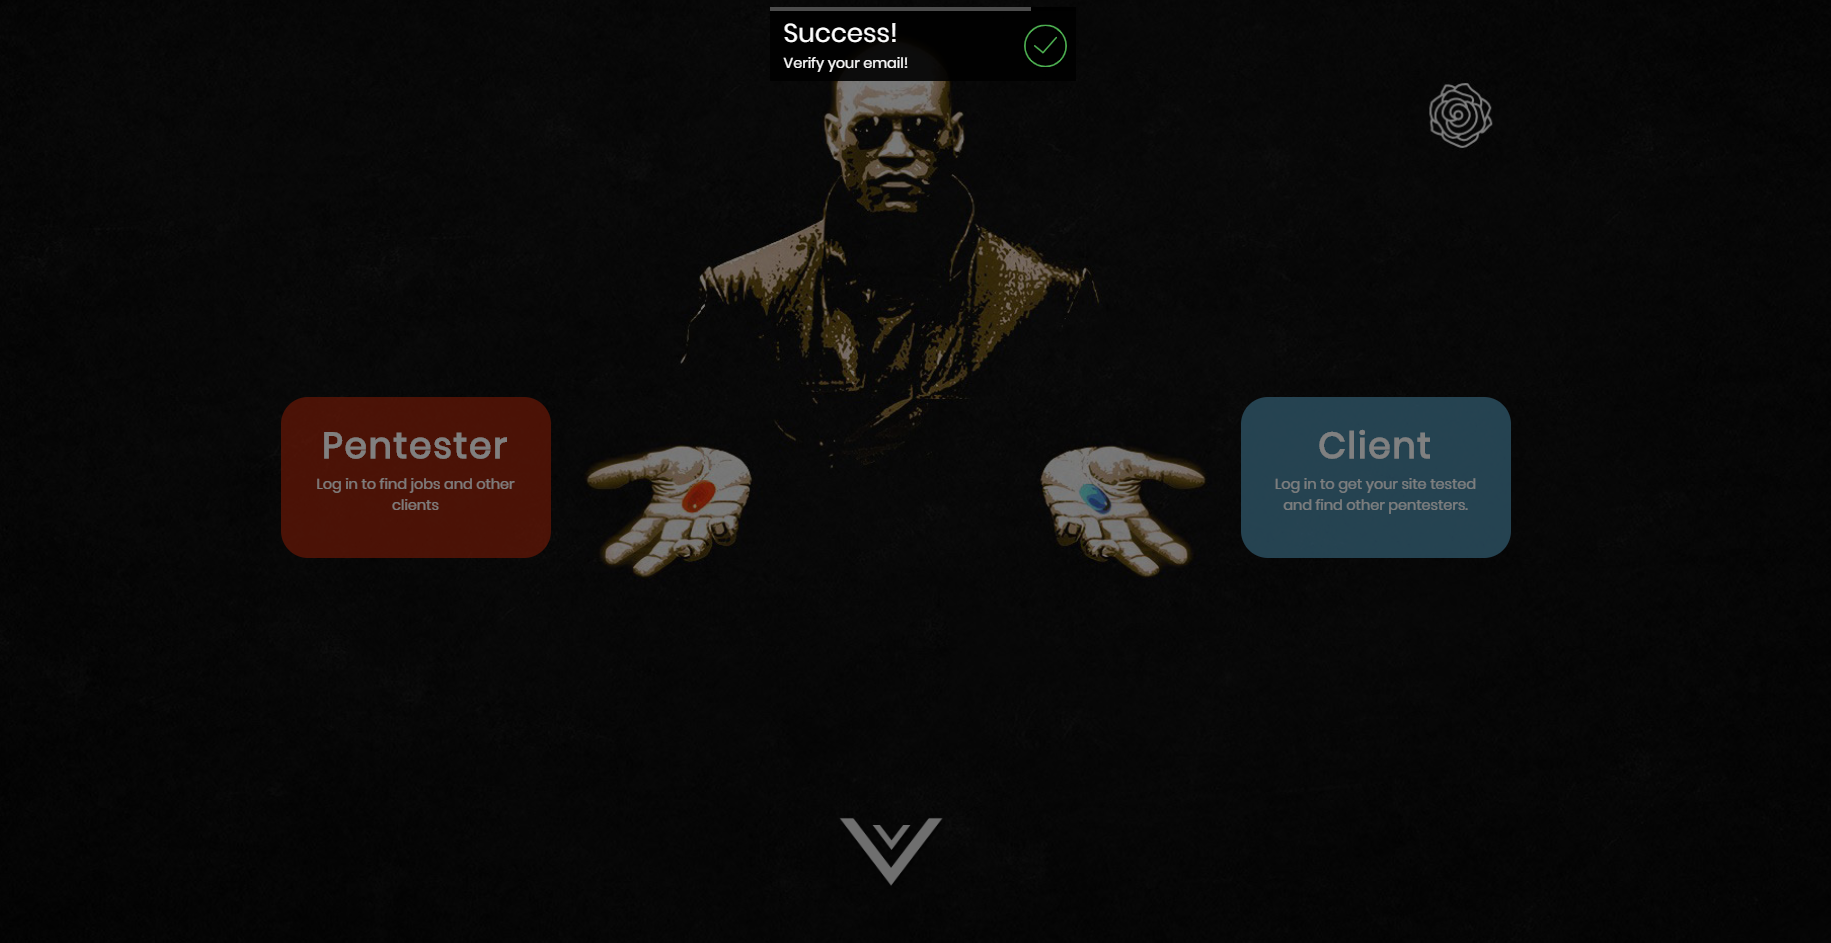 Success!
Verify your email!
Pentester
Log in to find jobs and other
clients
Client
Log in to get your site tested
and find other pentesters.